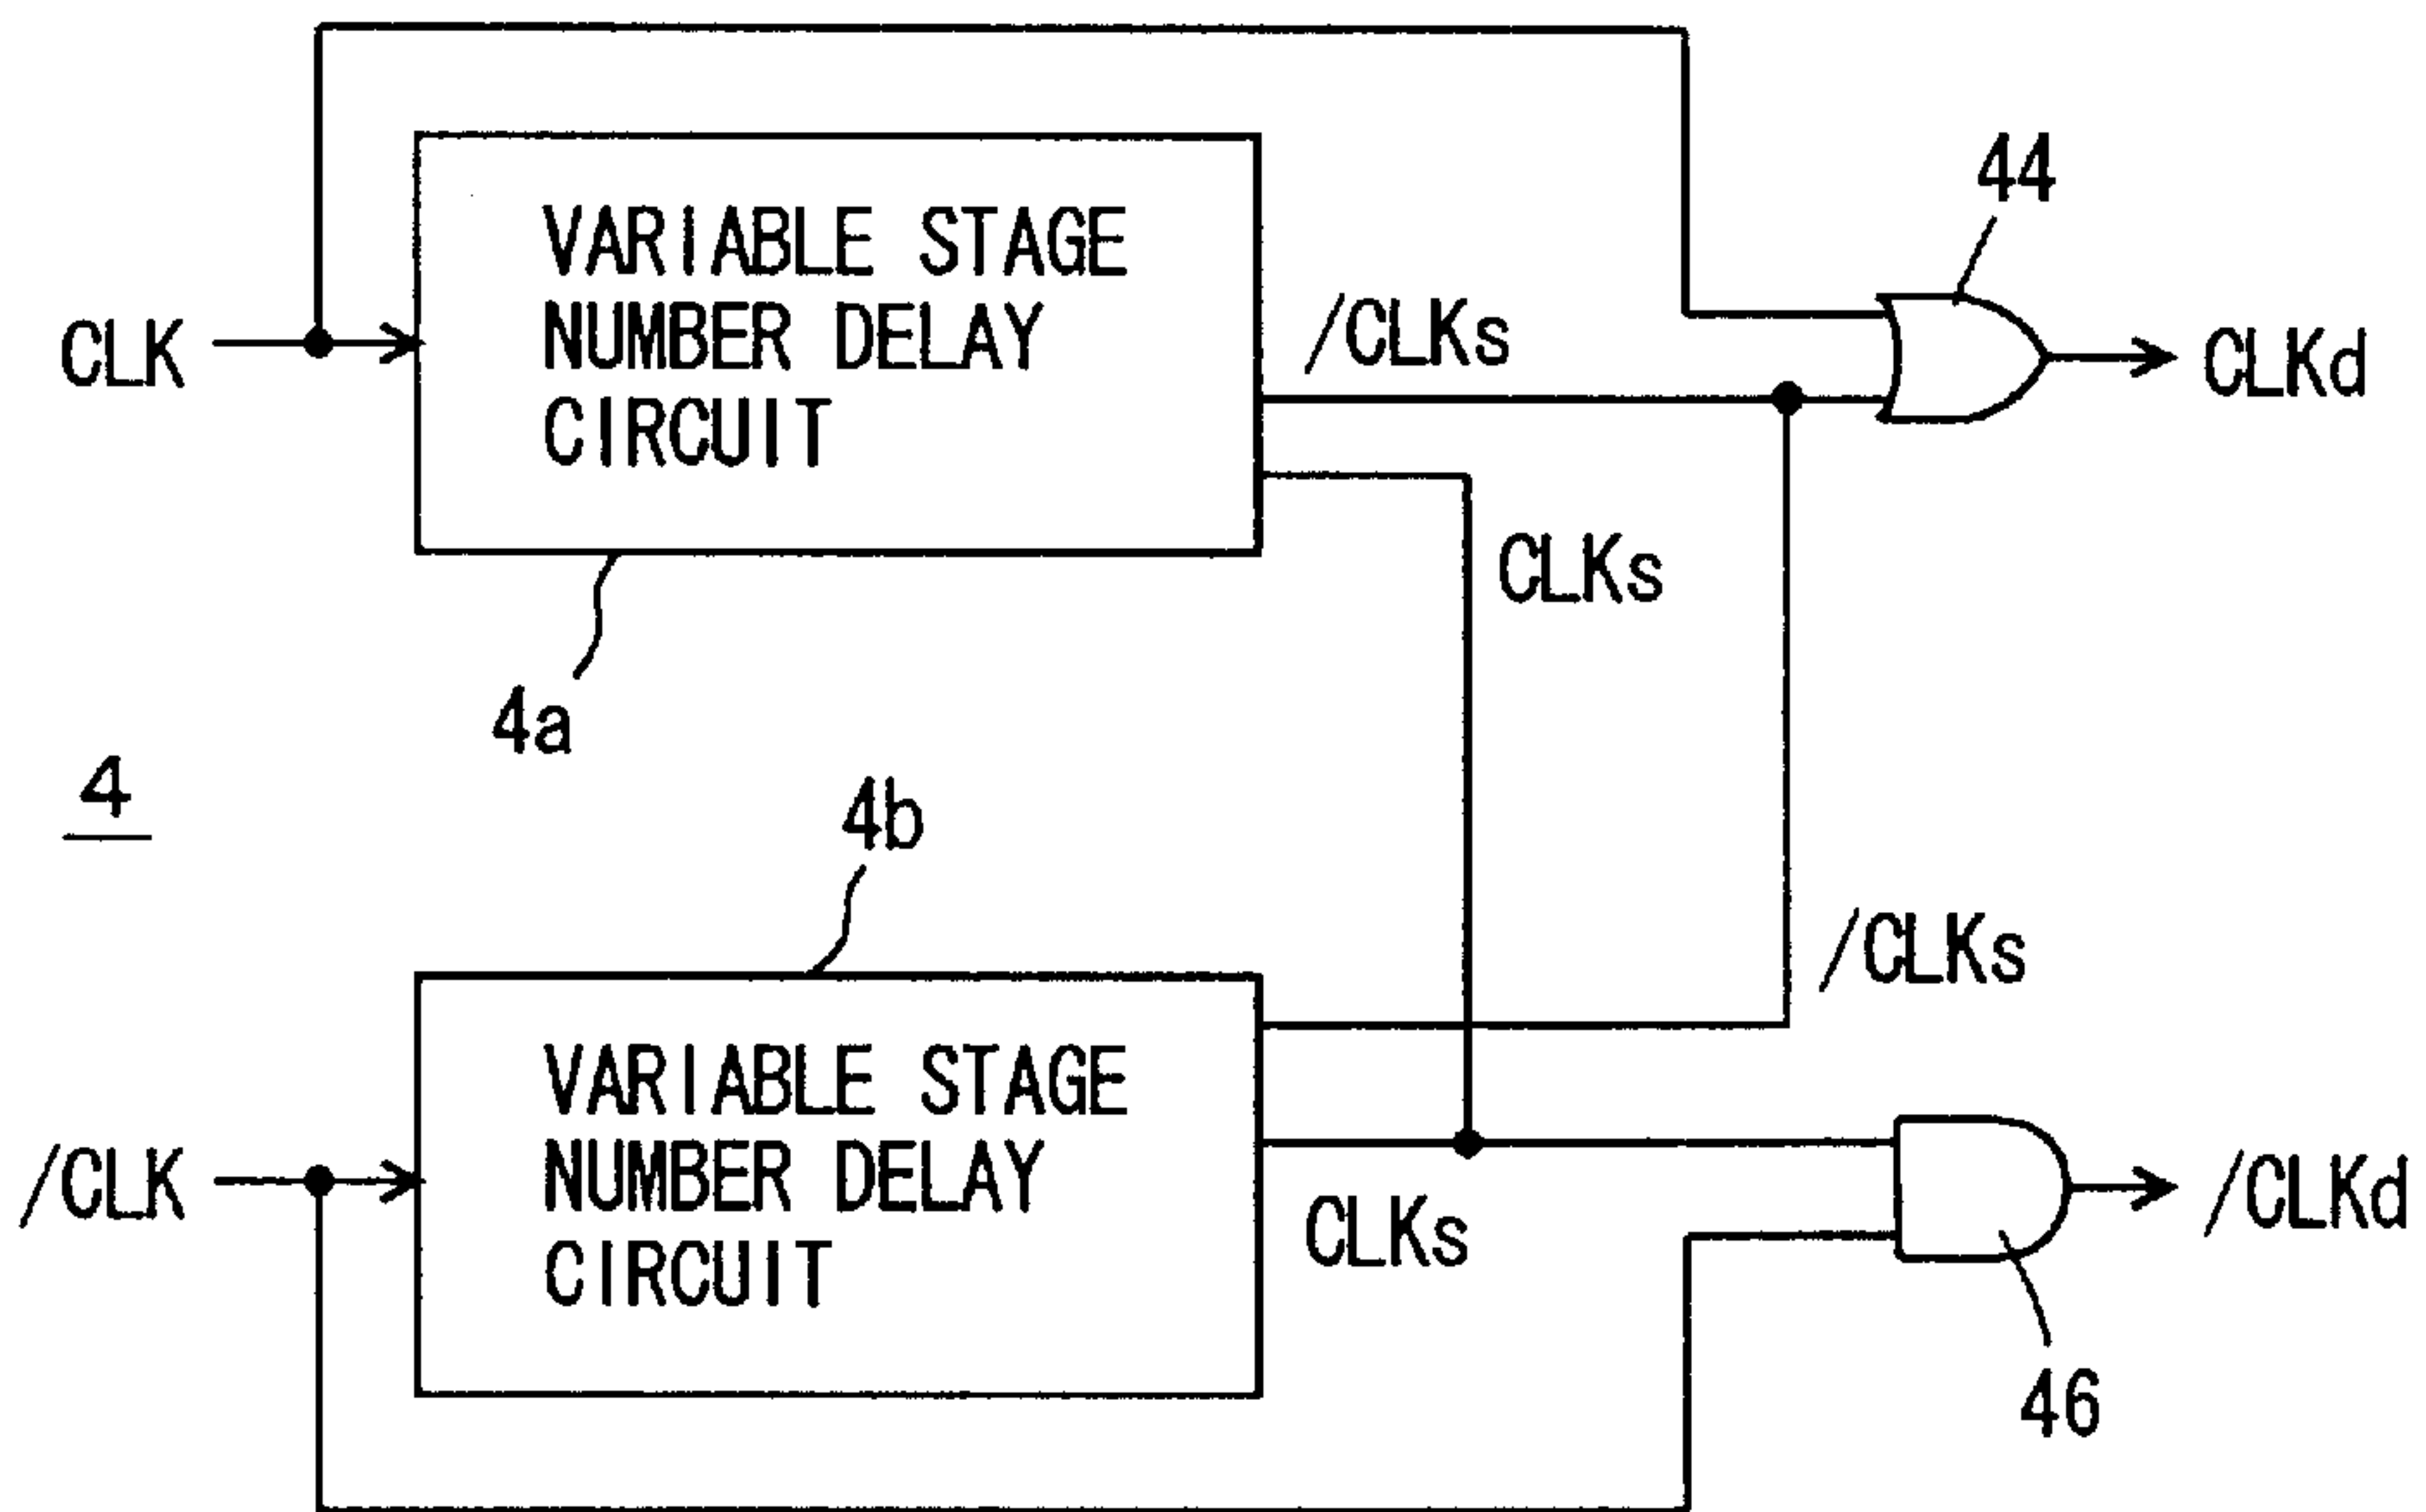 44
VARIABLE STAGE
NUMBER DELAY
CIRCUIT
CLK
/CLKs
CLKd
CLKs
4a
4
4b
/CLKs
VARIABLE STAGE
NUMBER DELAY
CIRCUIT
/CLK
CLKs
/CLKd
46